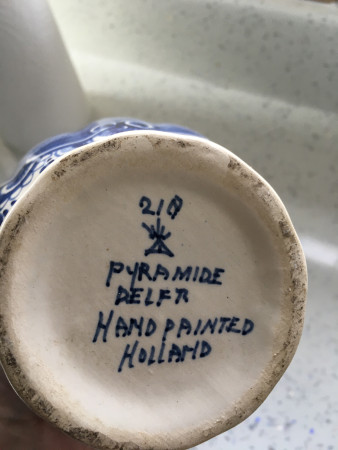 210
PYRAMIDE
DELFT
HAND PAINTED
HOLLAND